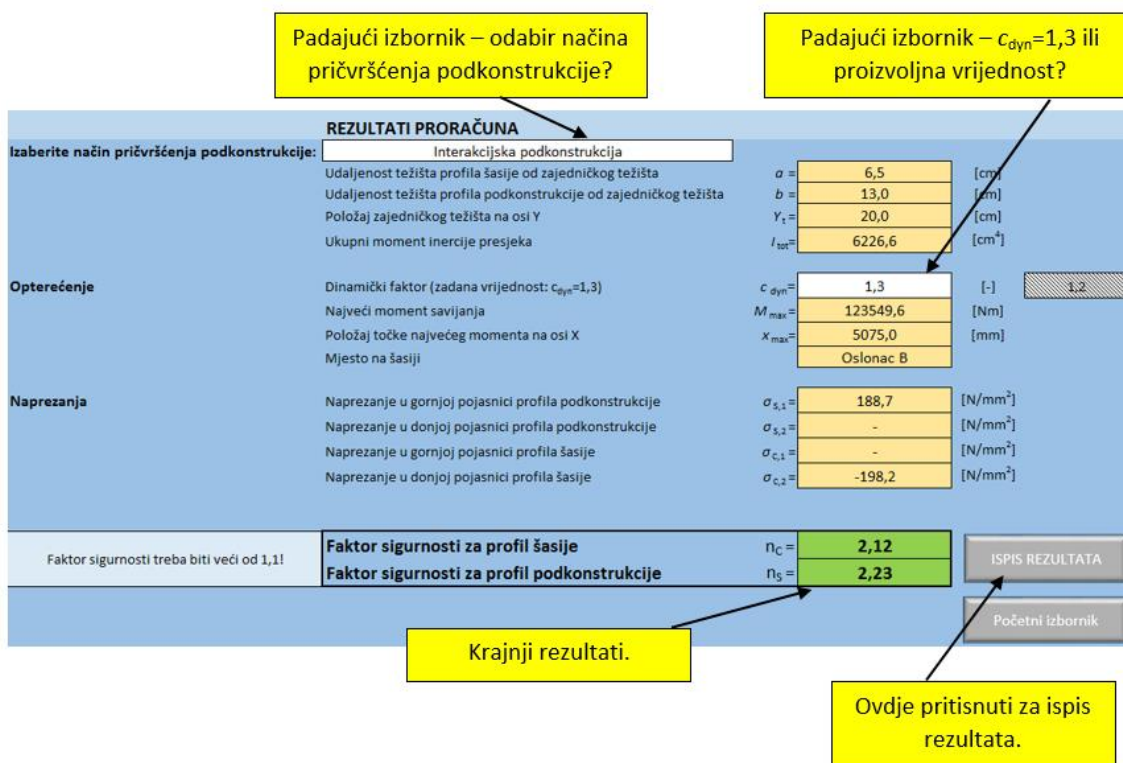 Padajući izbornik – odabir načina
pričvršćenja podkonstrukcije?
Padajući izbornik – cdyn=1,3 ili
proizvoljna vrijednost?
REZULTATI PRORAČUNA
Izaberite način pričvršćenja podkonstrukcije: Interakcijska podkonstrukcija
Udaljenost težišta profila šasije od zajedničkog težišta a = 6,5 [cm]
Udaljenost težišta profila podkonstrukcije od zajedničkog težišta b = 13,0 [cm]
Položaj zajedničkog težišta na osi Y Yt = 20,0 [cm]
Ukupni moment inercije presjeka Itot= 6226,6 [cm⁴]
Opterećenje Dinamički faktor (zadana vrijednost: cdyn=1,3) c dyn= 1,3 [-] 1,2
Najveći moment savijanja Mmax= 123549,6 [Nm]
Položaj točke najvećeg momenta na osi X xmax= 5075,0 [mm]
Mjesto na šasiji Oslonac B
Naprezanja Naprezanje u gornjoj pojasnici profila podkonstrukcije σS,1 = 188,7 [N/mm²]
Naprezanje u donjoj pojasnici profila podkonstrukcije σS,2 = - [N/mm²]
Naprezanje u gornjoj pojasnici profila šasije σC,1 = - [N/mm²]
Naprezanje u donjoj pojasnici profila šasije σC,2 = -198,2 [N/mm²]
Faktor sigurnosti treba biti veći od 1,1!
Faktor sigurnosti za profil šasije nC = 2,12
Faktor sigurnosti za profil podkonstrukcije nS = 2,23
ISPIS REZULTATA
Početni izbornik
Krajnji rezultati.
Ovdje pritisnuti za ispis
rezultata.